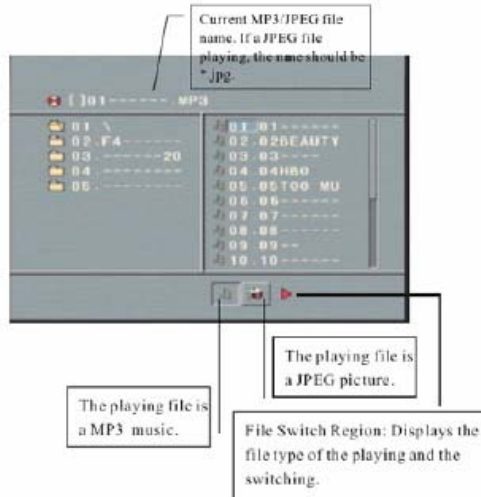 Current MP3/JPEG file
name. If a JPEG file
playing, the name should be
*.jpg.
[ ]01------.MP3
01 \
02.F4------
03.------20
04.-------
05.-------
01 01------
02.02BEAUTY
03.03----
04.04HBO
05.05TOO MU
06.06------
07.07------
08.08------
09.09--
10.10------
The playing file is
a JPEG picture.
The playing file is
a MP3 music.
File Switch Region: Displays the
file type of the playing and the
switching.